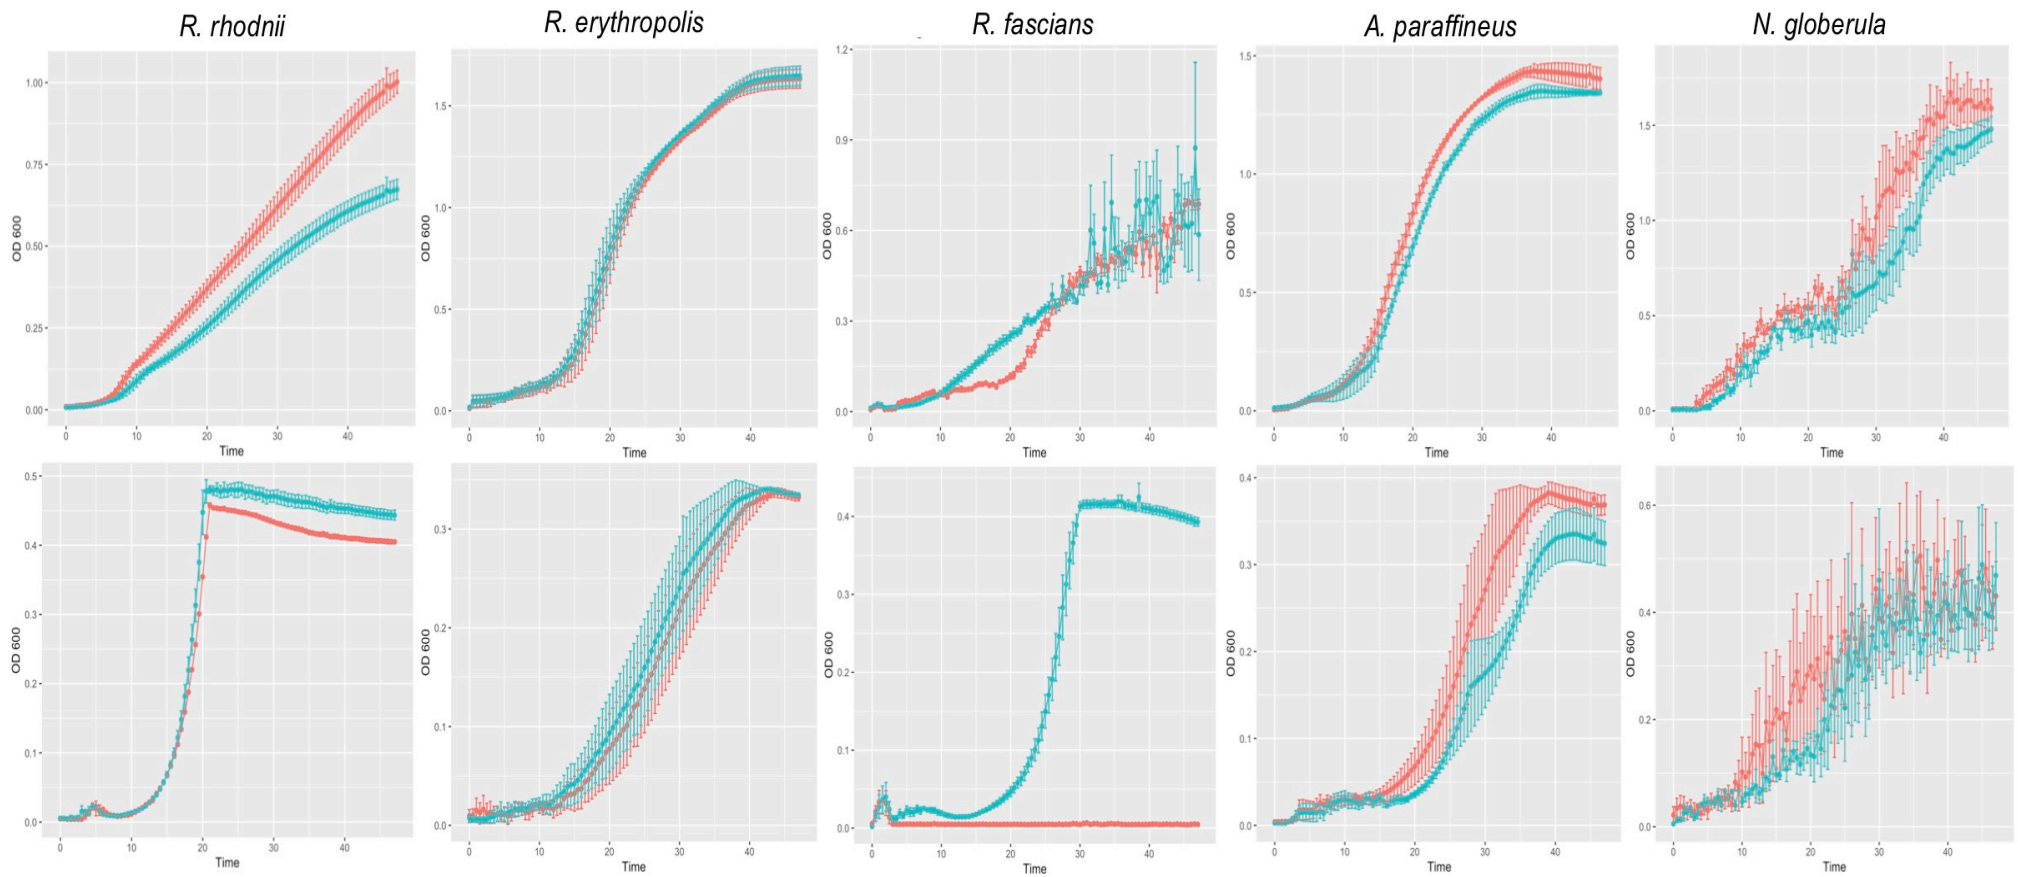 R. rhodnii
R. erythropolis
R. fascians
A. paraffineus
N. globerula
OD 600
1.00
0.75
0.50
0.25
0.00
0 10 20 30 40
Time
OD 600
1.5
1.0
0.5
0.0
0 10 20 30 40
Time
OD 600
1.2
0.9
0.6
0.3
0.0
0 10 20 30 40
Time
OD 600
1.5
1.0
0.5
0.0
0 10 20 30 40
Time
OD 600
1.5
1.0
0.5
0.0
0 10 20 30 40
Time
OD 600
0.5
0.4
0.3
0.2
0.1
0.0
0 20 40
Time
OD 600
0.3
0.2
0.1
0.0
0 10 20 30 40
Time
OD 600
0.4
0.3
0.2
0.1
0.0
0 10 20 30 40
Time
OD 600
0.4
0.3
0.2
0.1
0.0
0 10 20 30 40
Time
OD 600
0.6
0.4
0.2
0.0
0 10 20 30 40
Time